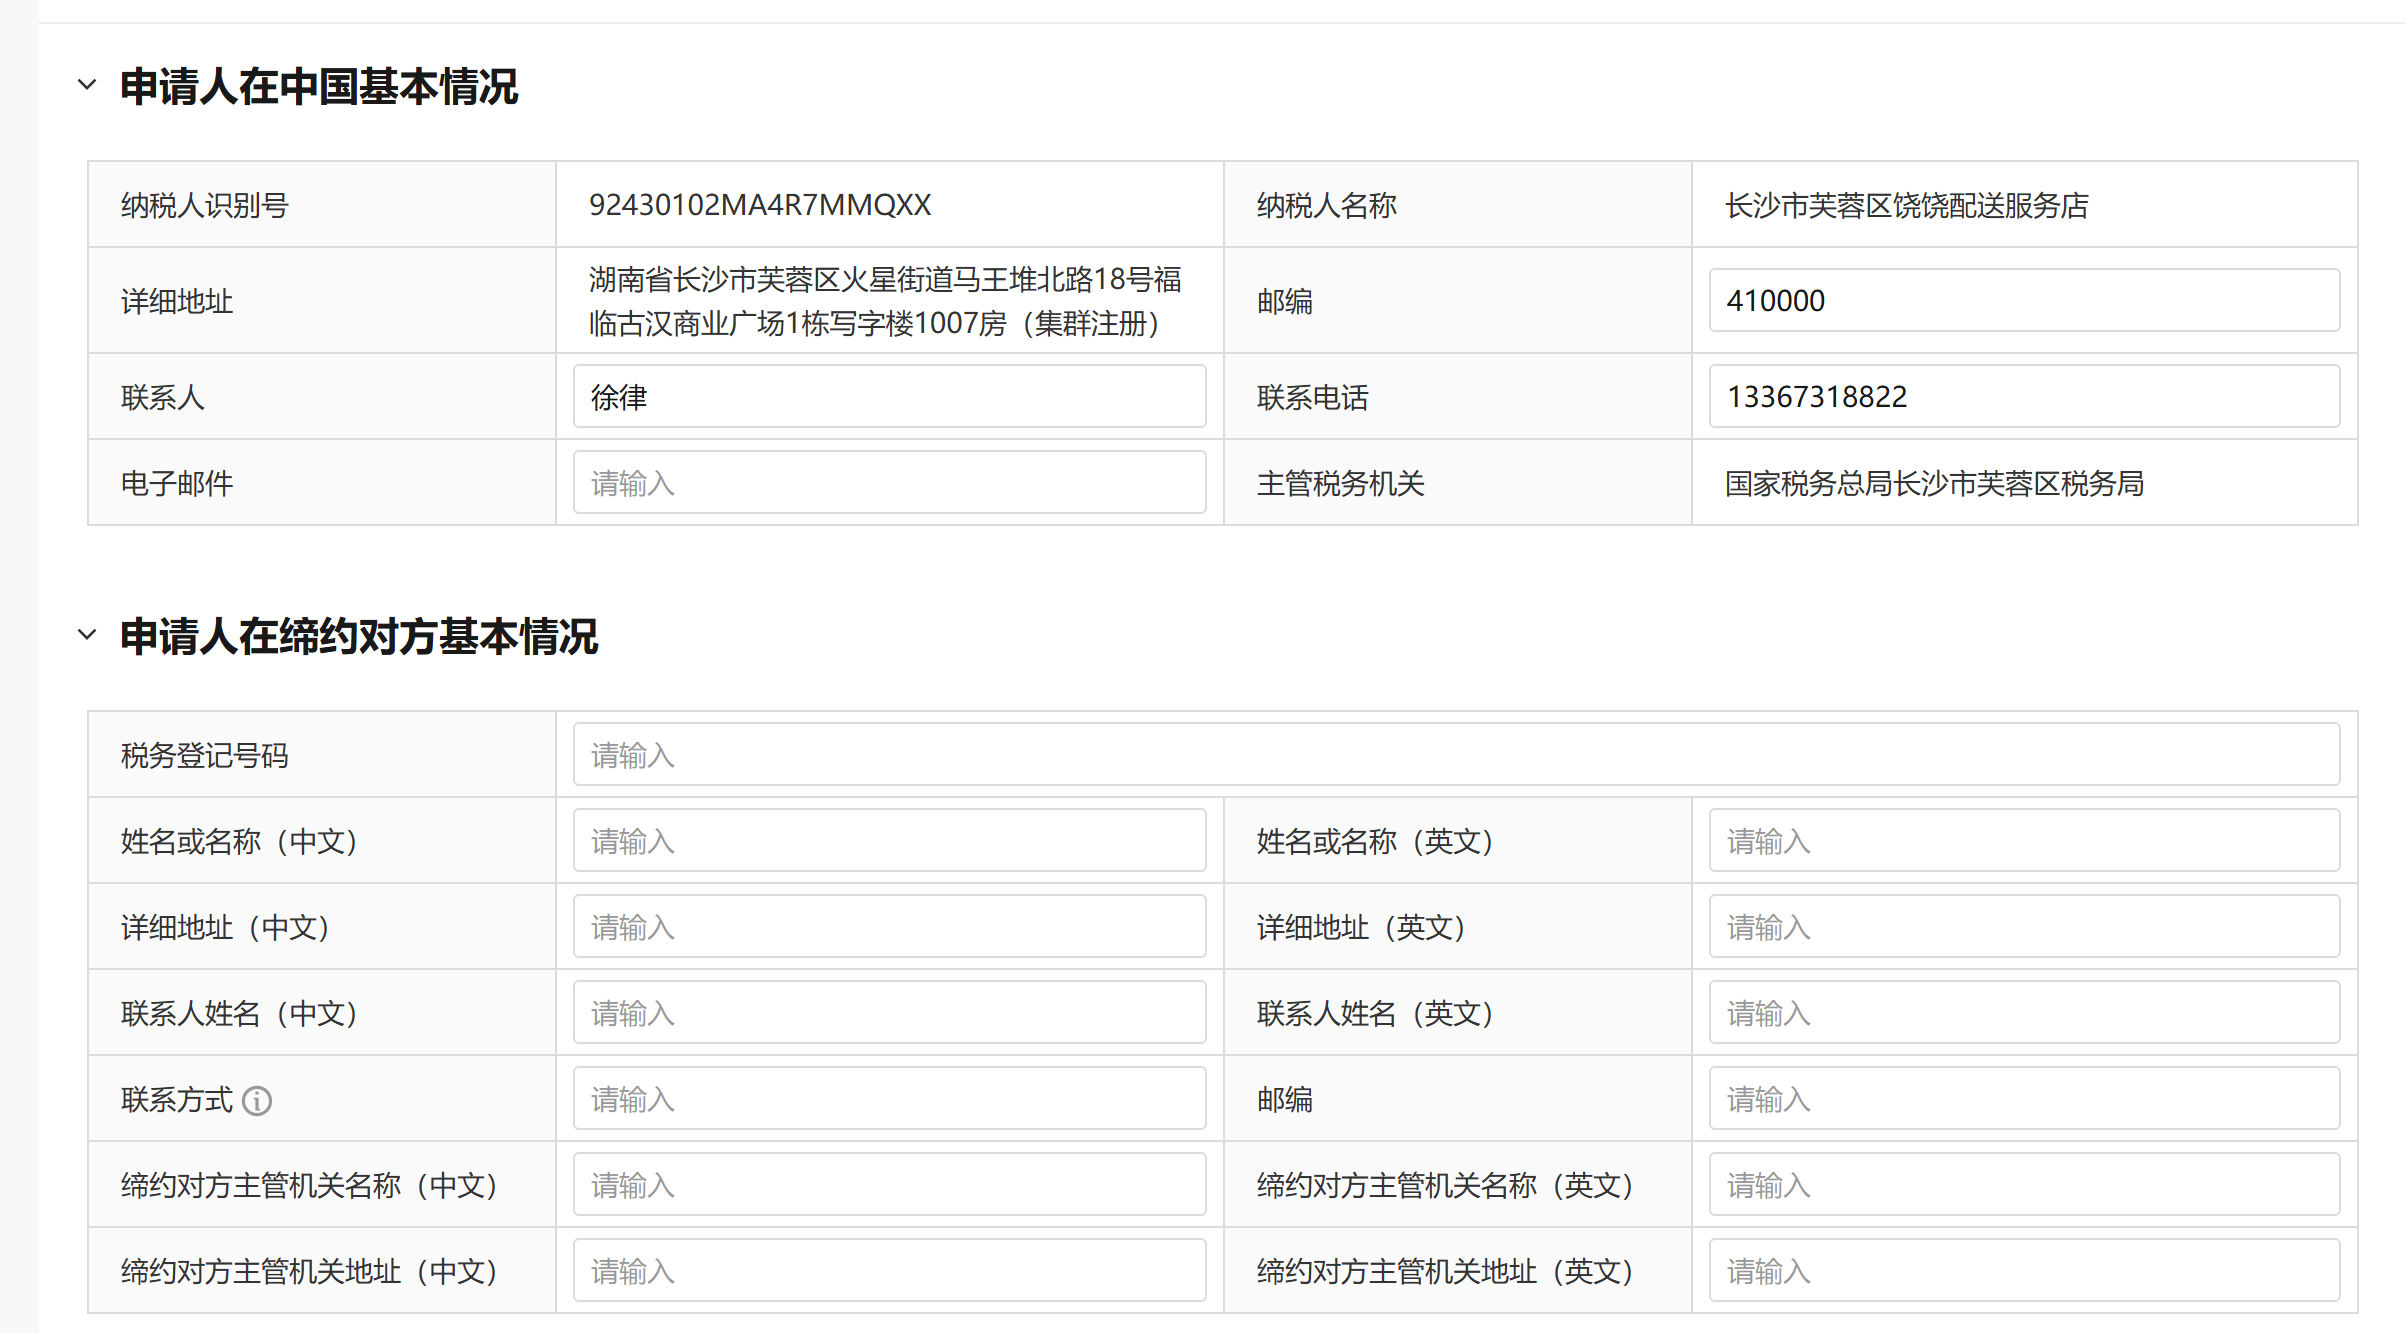 申请人在中国基本情况
纳税人识别号 92430102MA4R7MMQXX 纳税人名称 长沙市芙蓉区饶饶配送服务店
详细地址 湖南省长沙市芙蓉区火星街道马王堆北路18号福临古汉商业广场1栋写字楼1007房（集群注册） 邮编 410000
联系人 徐律 联系电话 13367318822
电子邮件 请输入 主管税务机关 国家税务总局长沙市芙蓉区税务局
申请人在缔约对方基本情况
税务登记号码 请输入
姓名或名称（中文） 请输入 姓名或名称（英文） 请输入
详细地址（中文） 请输入 详细地址（英文） 请输入
联系人姓名（中文） 请输入 联系人姓名（英文） 请输入
联系方式 请输入 邮编 请输入
缔约对方主管机关名称（中文） 请输入 缔约对方主管机关名称（英文） 请输入
缔约对方主管机关地址（中文） 请输入 缔约对方主管机关地址（英文） 请输入